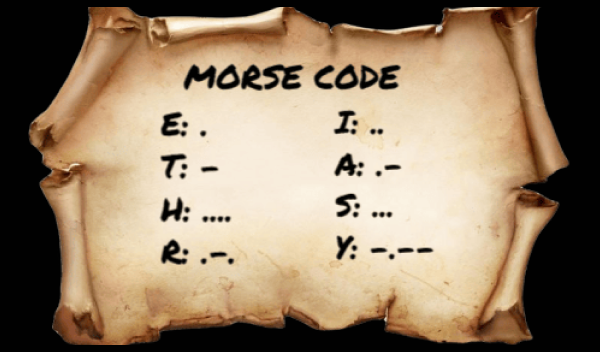 MORSE CODE
E: . I: ..
T: - A: .-
H: .... S: ...
R: .-. Y: -.--